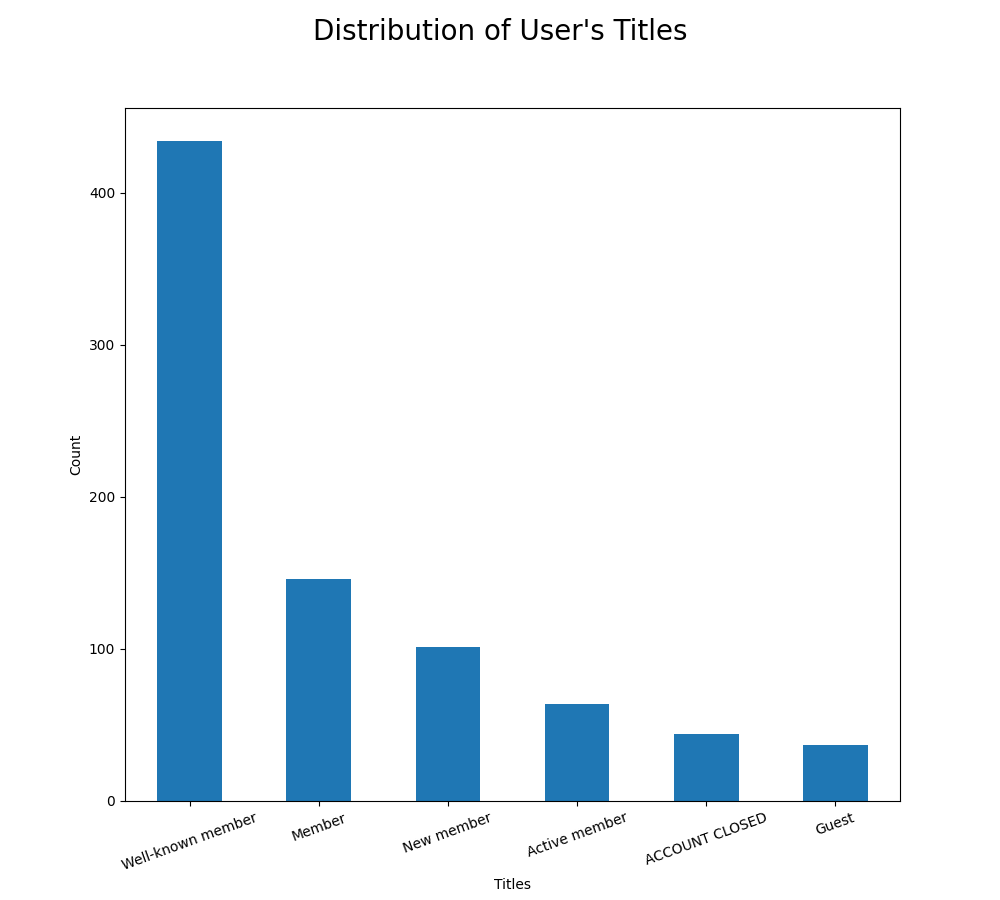 Distribution of User's Titles
400
300
200
100
0
Count
Well-known member
Member
New member
Active member
ACCOUNT CLOSED
Guest
Titles